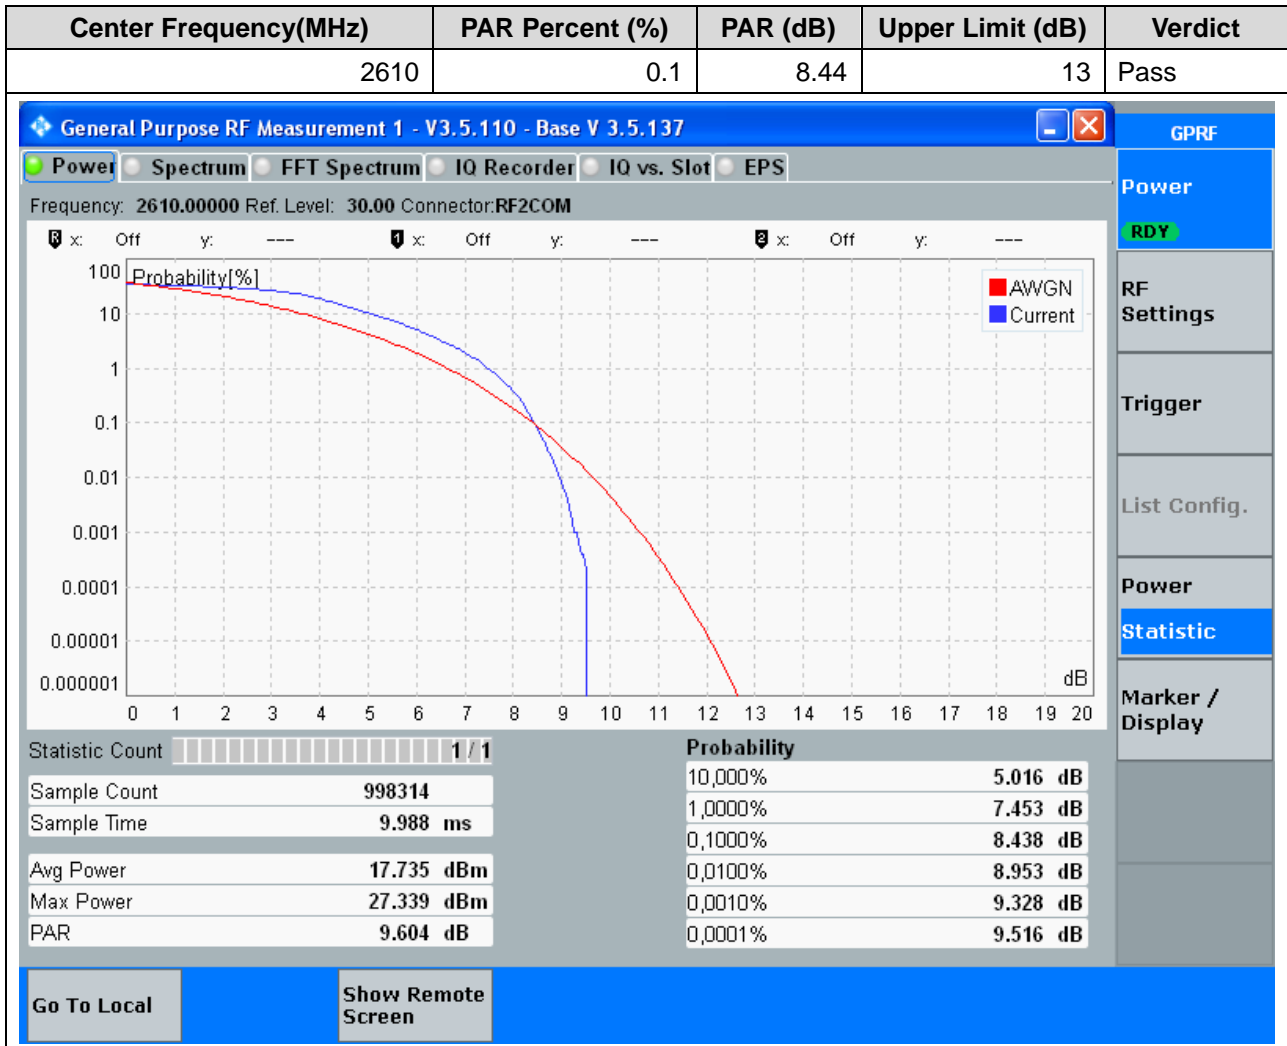 Center Frequency(MHz) PAR Percent (%) PAR (dB) Upper Limit (dB) Verdict
2610 0.1 8.44 13 Pass
General Purpose RF Measurement 1 - V3.5.110 - Base V 3.5.137
GPRF
Power Spectrum FFT Spectrum IQ Recorder IQ vs. Slot EPS
Frequency: 2610.00000 Ref. Level: 30.00 Connector:RF2COM
R x: Off y: --- 1 x: Off y: --- 2 x: Off y: ---
Probability[%]
AWGN
Current
100
10
1
0.1
0.01
0.001
0.0001
0.00001
0.000001
dB
0 1 2 3 4 5 6 7 8 9 10 11 12 13 14 15 16 17 18 19 20
Statistic Count 1 / 1
Sample Count 998314
Sample Time 9.988 ms
Avg Power 17.735 dBm
Max Power 27.339 dBm
PAR 9.604 dB
Probability
10,000% 5.016 dB
1,0000% 7.453 dB
0,1000% 8.438 dB
0,0100% 8.953 dB
0,0010% 9.328 dB
0,0001% 9.516 dB
Power
RDY
RF
Settings
Trigger
List Config.
Power
Statistic
Marker /
Display
Go To Local
Show Remote
Screen